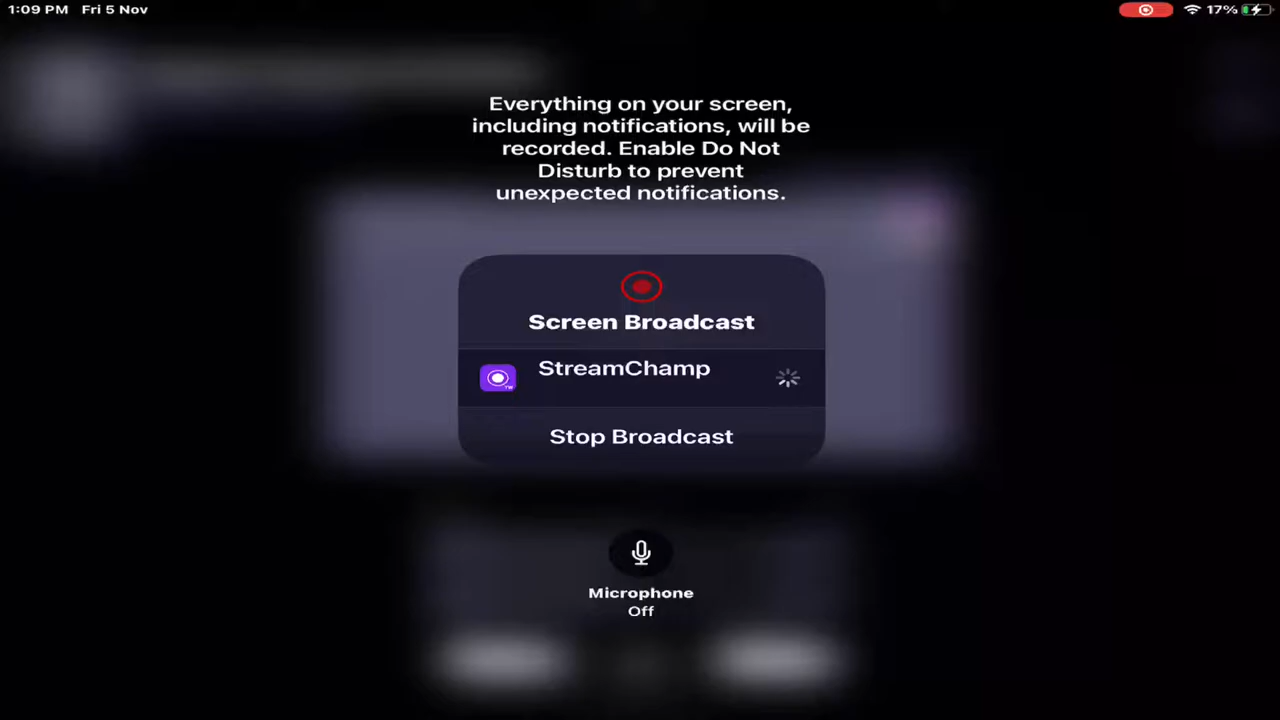 1:09 PM Fri 5 Nov
17%
Everything on your screen,
including notifications, will be
recorded. Enable Do Not
Disturb to prevent
unexpected notifications.
Screen Broadcast
StreamChamp
Stop Broadcast
Microphone
Off